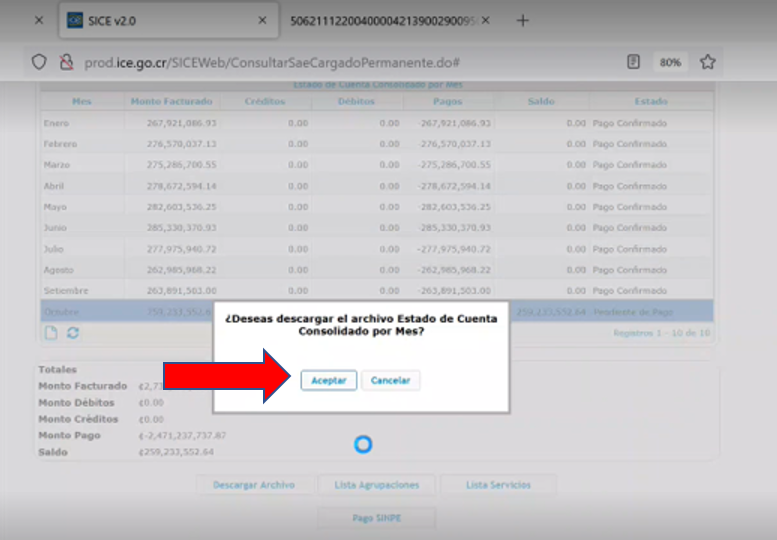 SICE v2.0
prod.ice.go.cr/SICEWeb/ConsultarSaeCargadoPermanente.do#
80%
Estado de Cuenta Consolidado por Mes
Mes Monto Facturado Créditos Débitos Pagos Saldo Estado
Enero 267,921,086.93 0.00 0.00 -267,921,086.93 0.00 Pago Confirmado
Febrero 276,570,037.13 0.00 0.00 -276,570,037.13 0.00 Pago Confirmado
Marzo 275,286,700.55 0.00 0.00 -275,286,700.55 0.00 Pago Confirmado
Abril 278,672,594.14 0.00 0.00 -278,672,594.14 0.00 Pago Confirmado
Mayo 282,603,536.25 0.00 0.00 -282,603,536.25 0.00 Pago Confirmado
Junio 285,330,370.93 0.00 0.00 -285,330,370.93 0.00 Pago Confirmado
Julio 277,975,940.72 0.00 0.00 -277,975,940.72 0.00 Pago Confirmado
Agosto 262,985,968.22 0.00 0.00 -262,985,968.22 0.00 Pago Confirmado
Setiembre 263,891,503.00 0.00 0.00 -263,891,503.00 0.00 Pago Confirmado
Octubre 259,233,552.64 Pendiente de Pago
Registros 1 - 10 de 10
¿Deseas descargar el archivo Estado de Cuenta
Consolidado por Mes?
Aceptar Cancelar
Totales
Monto Facturado
Monto Débitos ¢0.00
Monto Créditos ¢0.00
Monto Pago ¢-2,471,237,737.87
Saldo ¢259,233,552.64
Descargar Archivo Lista Agrupaciones Lista Servicios
Pago SINPE